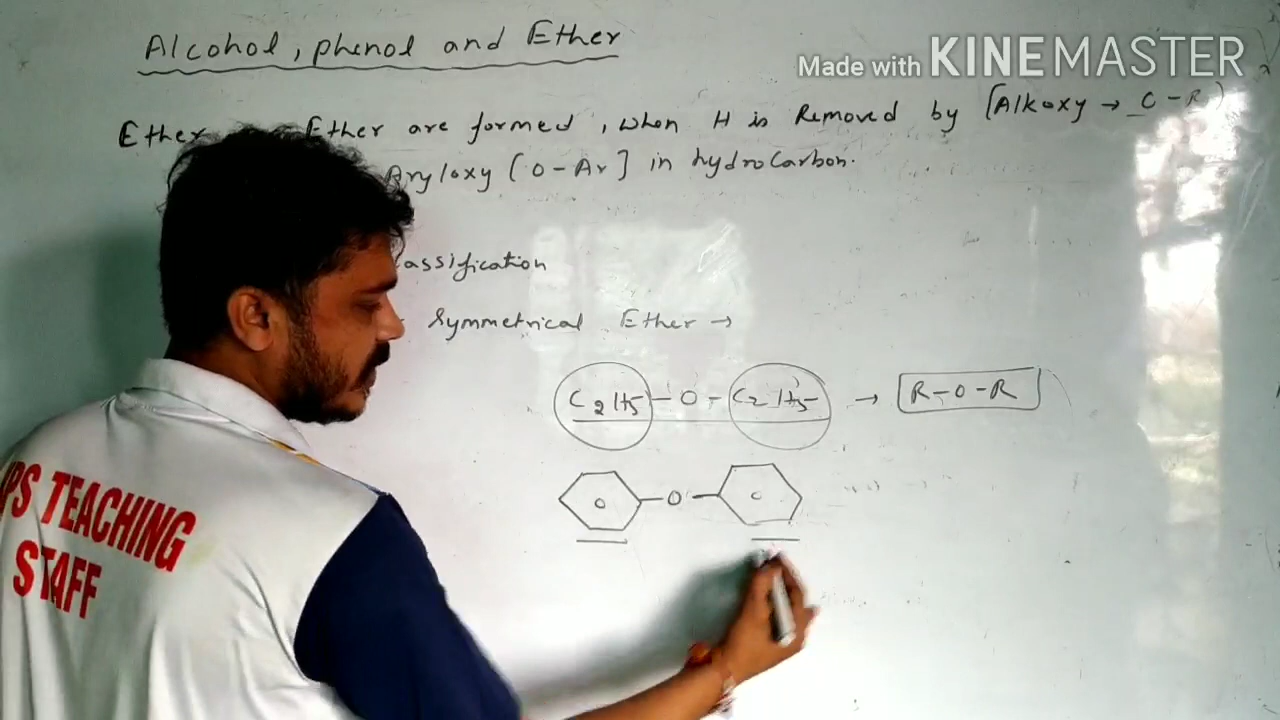 Alcohol, phenol and Ether
Made with KINEMASTER
Ether Ether are formed, when H is Removed by (Alkoxy → O-R)
Aryloxy [O-Ar] in hydrocarbon.
assification
Symmetrical Ether →
C2H5 - O - C2H5 → R-O-R
O
PS TEACHING
STAFF